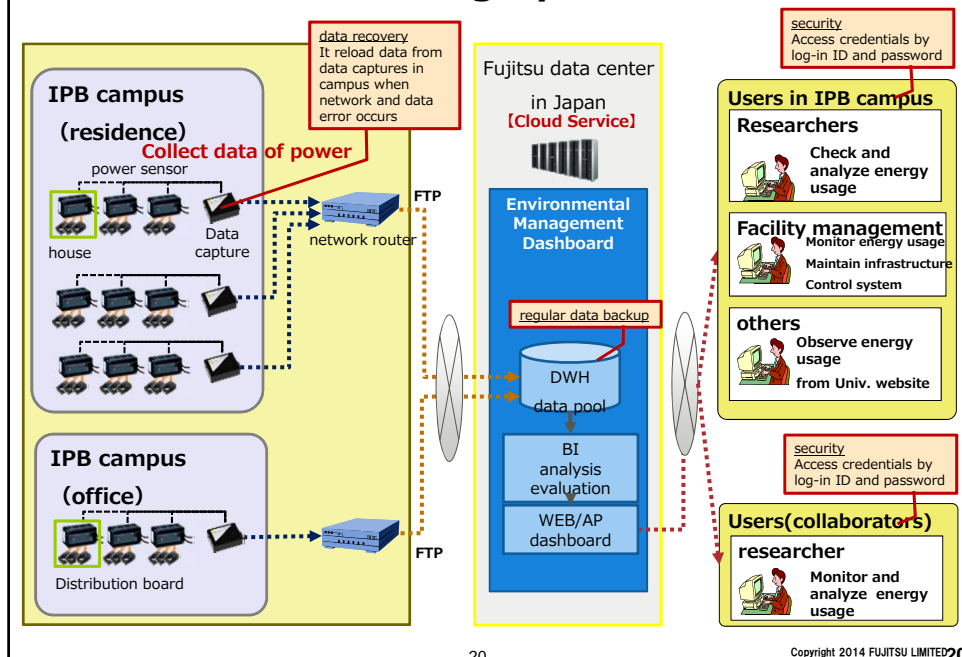 data recovery
It reload data from
data captures in
campus when
network and data
error occurs
IPB campus
(residence)
Collect data of power
power sensor
house
Data
capture
network router
FTP
IPB campus
(office)
Distribution board
FTP
Fujitsu data center
in Japan
【Cloud Service】
Environmental
Management
Dashboard
regular data backup
DWH
data pool
BI
analysis
evaluation
WEB/AP
dashboard
security
Access credentials by
log-in ID and password
Users in IPB campus
Researchers
Check and
analyze energy
usage
Facility management
Monitor energy usage
Maintain infrastructure
Control system
others
Observe energy
usage
from Univ. website
security
Access credentials by
log-in ID and password
Users(collaborators)
researcher
Monitor and
analyze energy
usage
20
Copyright 2014 FUJITSU LIMITED
20